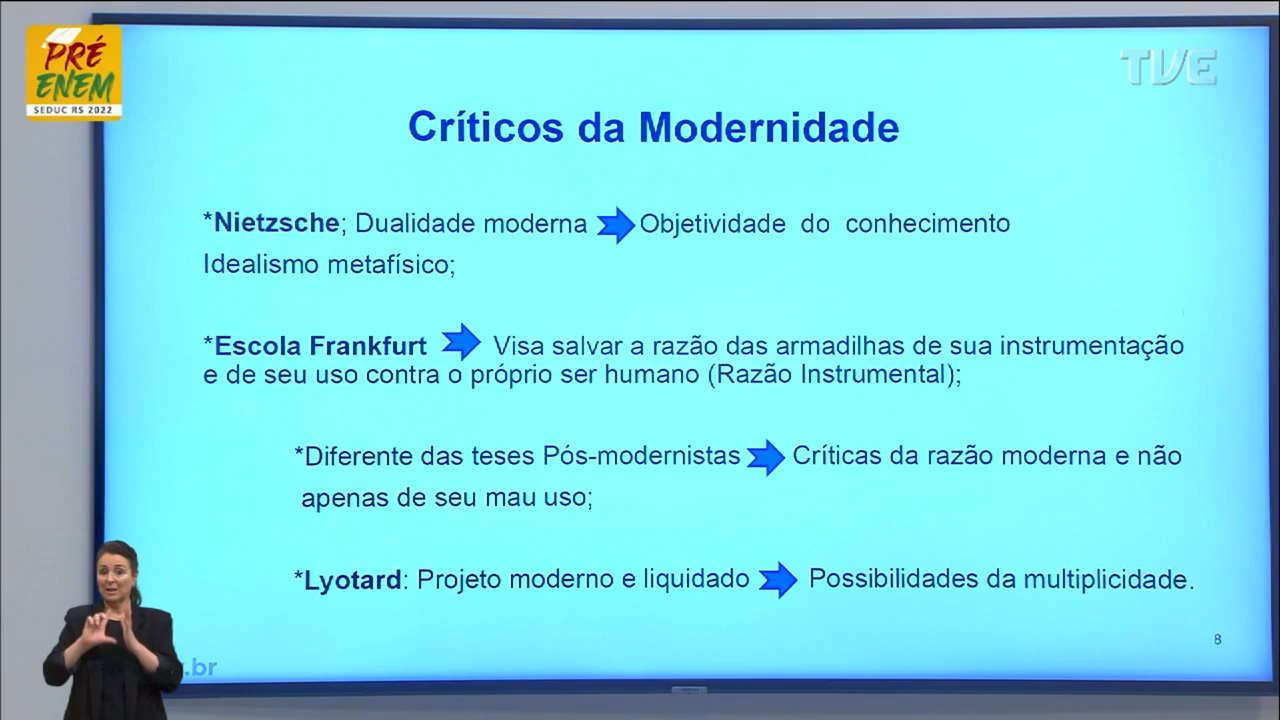 PRÉ
ENEM
SEDUC RS 2022
TVE
Críticos da Modernidade
*Nietzsche; Dualidade moderna Objetividade do conhecimento
Idealismo metafísico;
*Escola Frankfurt Visa salvar a razão das armadilhas de sua instrumentação
e de seu uso contra o próprio ser humano (Razão Instrumental);
*Diferente das teses Pós-modernistas Críticas da razão moderna e não
apenas de seu mau uso;
*Lyotard: Projeto moderno e liquidado Possibilidades da multiplicidade.
8
.br